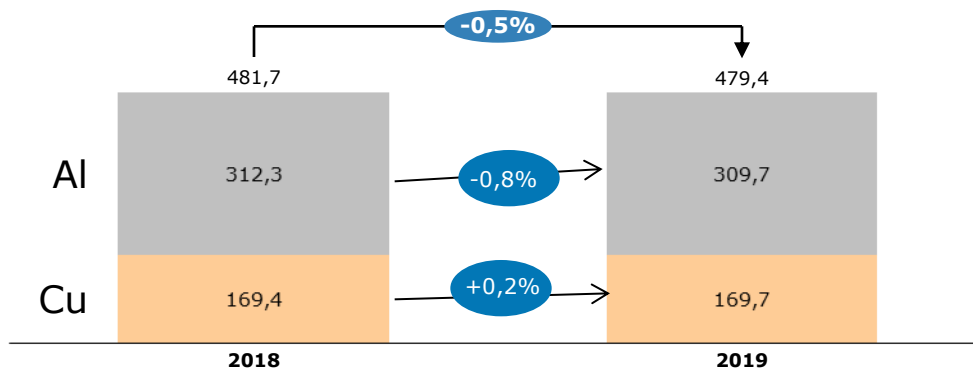 -0,5%
481,7 479,4
Al 312,3 -0,8% 309,7
Cu 169,4 +0,2% 169,7
2018 2019